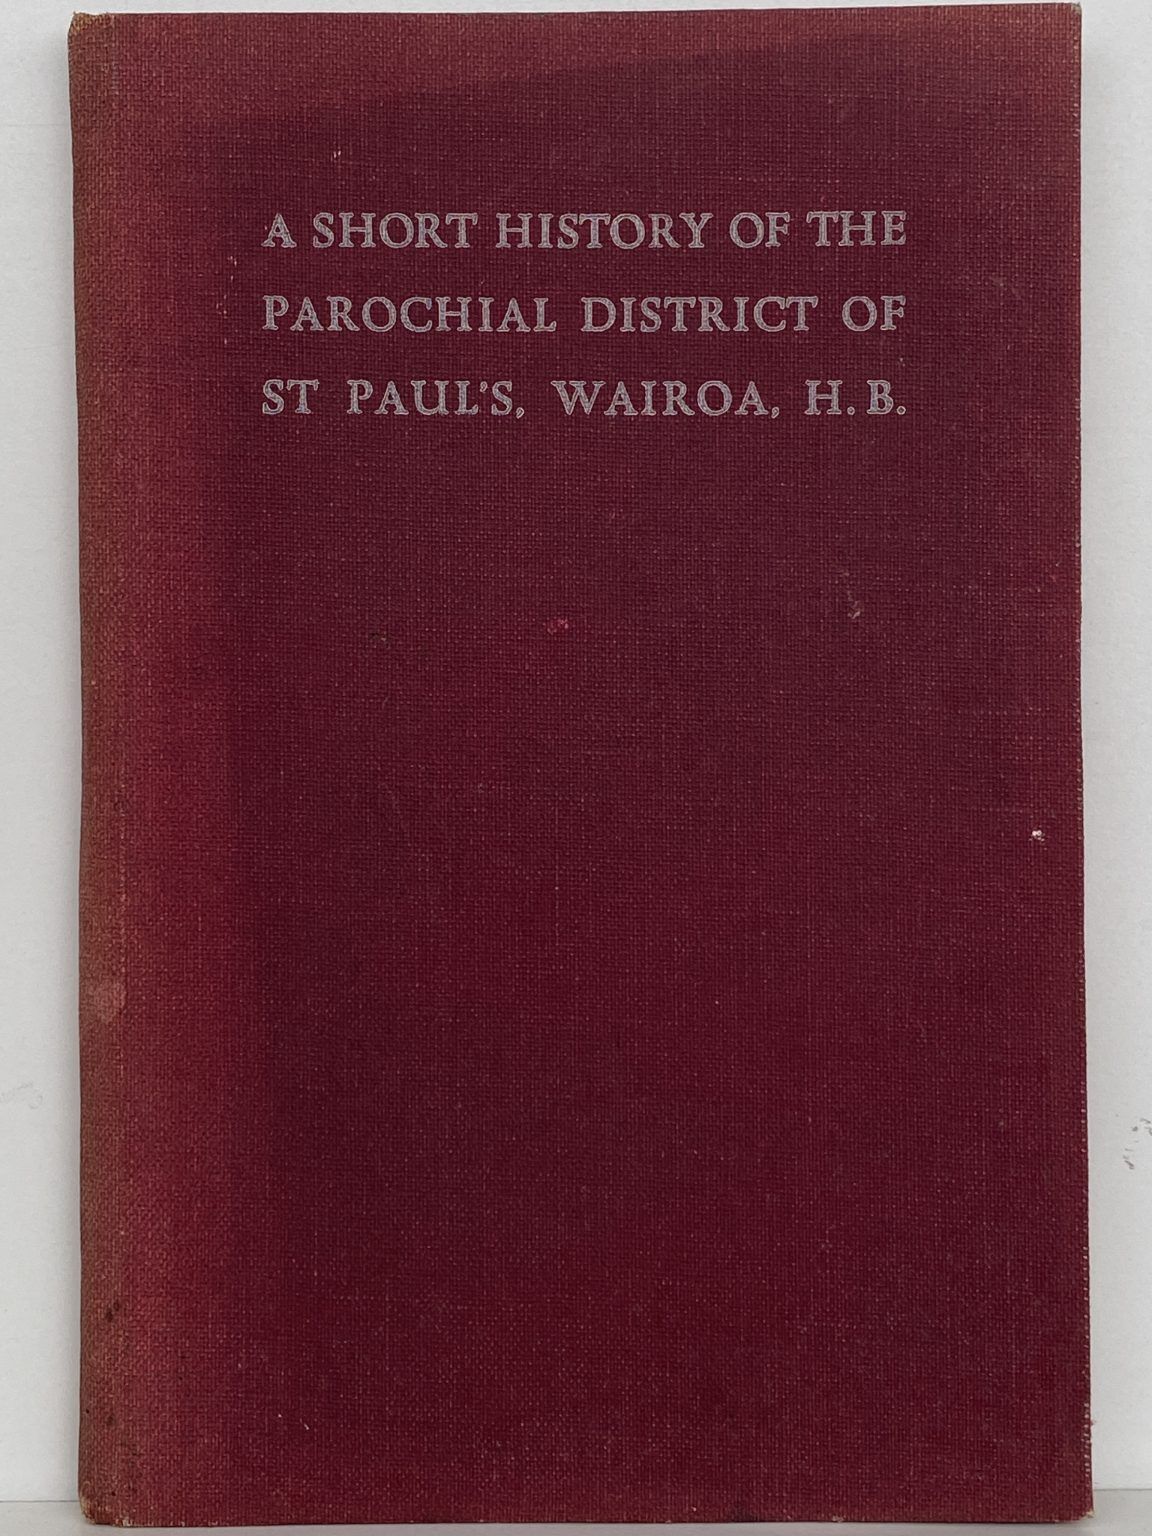 A SHORT HISTORY OF THE
PAROCHIAL DISTRICT OF
ST PAUL'S, WAIROA, H.B.